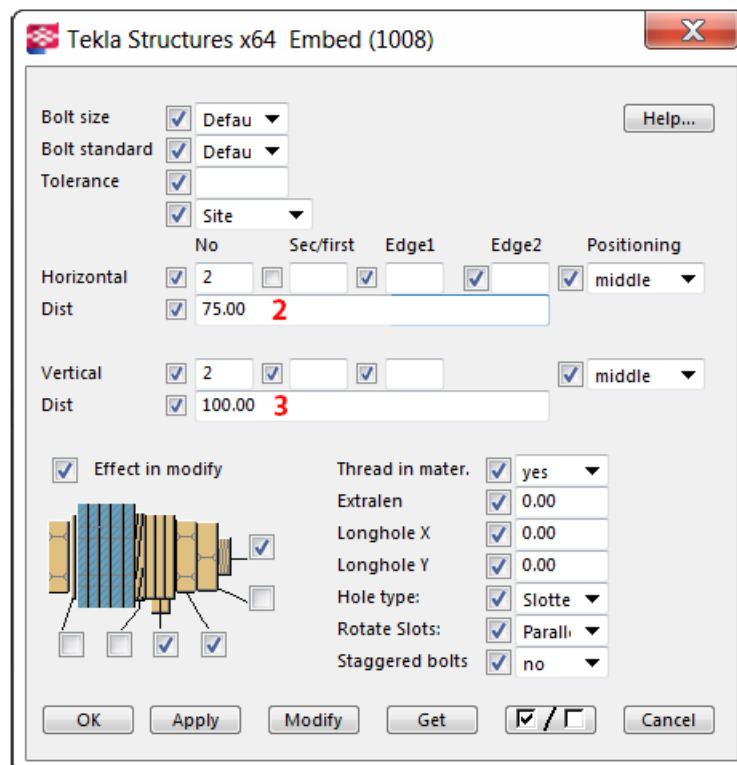 Tekla Structures x64 Embed (1008)
X
Bolt size Defau Help...
Bolt standard Defau
Tolerance
Site
No Sec/first Edge1 Edge2 Positioning
Horizontal 2 middle
Dist 75.00 2
Vertical 2 middle
Dist 100.00 3
Effect in modify Thread in mater. yes
Extralen 0.00
Longhole X 0.00
Longhole Y 0.00
Hole type: Slotte
Rotate Slots: Paralle
Staggered bolts no
OK Apply Modify Get / Cancel